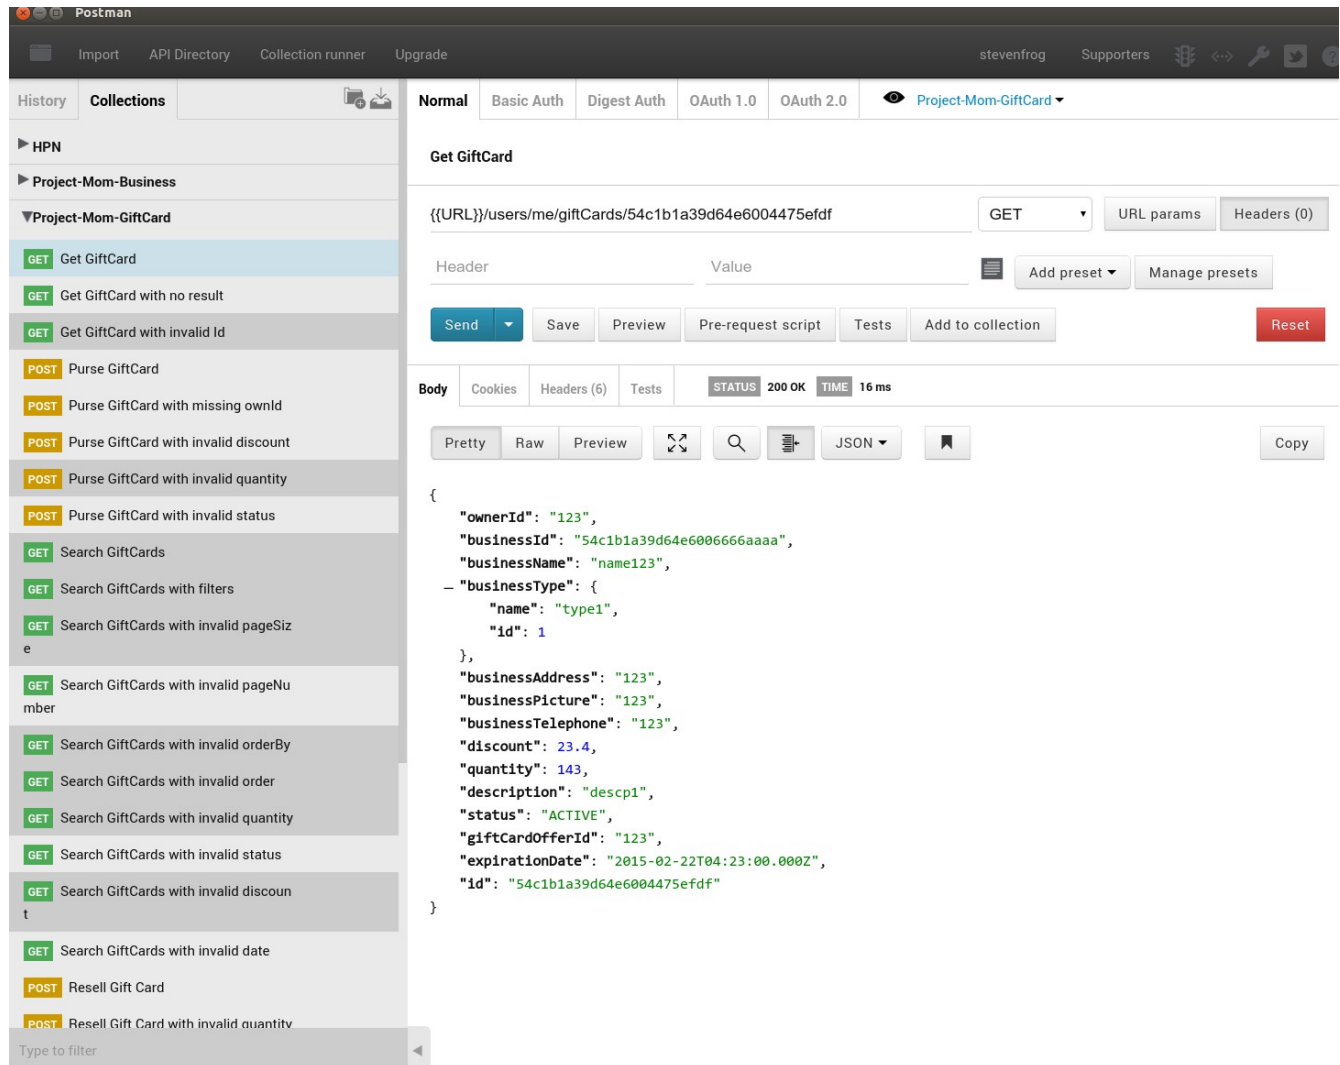 Postman
Import API Directory Collection runner Upgrade stevenfrog Supporters
History Collections
HPN
Project-Mom-Business
Project-Mom-GiftCard
GET Get GiftCard
GET Get GiftCard with no result
GET Get GiftCard with invalid Id
POST Purse GiftCard
POST Purse GiftCard with missing ownId
POST Purse GiftCard with invalid discount
POST Purse GiftCard with invalid quantity
POST Purse GiftCard with invalid status
GET Search GiftCards
GET Search GiftCards with filters
GET Search GiftCards with invalid pageSiz
e
GET Search GiftCards with invalid pageNu
mber
GET Search GiftCards with invalid orderBy
GET Search GiftCards with invalid order
GET Search GiftCards with invalid quantity
GET Search GiftCards with invalid status
GET Search GiftCards with invalid discoun
t
GET Search GiftCards with invalid date
POST Resell Gift Card
POST Resell Gift Card with invalid quantity
Type to filter
Normal Basic Auth Digest Auth OAuth 1.0 OAuth 2.0 Project-Mom-GiftCard
Get GiftCard
{{URL}}/users/me/giftCards/54c1b1a39d64e6004475efdf GET URL params Headers (0)
Header Value Add preset Manage presets
Send Save Preview Pre-request script Tests Add to collection Reset
Body Cookies Headers (6) Tests STATUS 200 OK TIME 16 ms
Pretty Raw Preview JSON Copy
{
"ownerId": "123",
"businessId": "54c1b1a39d64e6006666aaaa",
"businessName": "name123",
"businessType": {
"name": "type1",
"id": 1
},
"businessAddress": "123",
"businessPicture": "123",
"businessTelephone": "123",
"discount": 23.4,
"quantity": 143,
"description": "descp1",
"status": "ACTIVE",
"giftCardOfferId": "123",
"expirationDate": "2015-02-22T04:23:00.000Z",
"id": "54c1b1a39d64e6004475efdf"
}